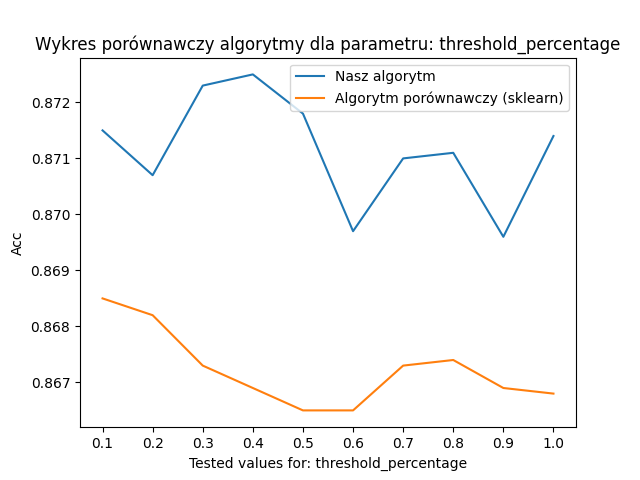 Wykres porównawczy algorytmy dla parametru: threshold_percentage
Nasz algorytm
Algorytm porównawczy (sklearn)
Acc
0.872
0.871
0.870
0.869
0.868
0.867
0.1 0.2 0.3 0.4 0.5 0.6 0.7 0.8 0.9 1.0
Tested values for: threshold_percentage